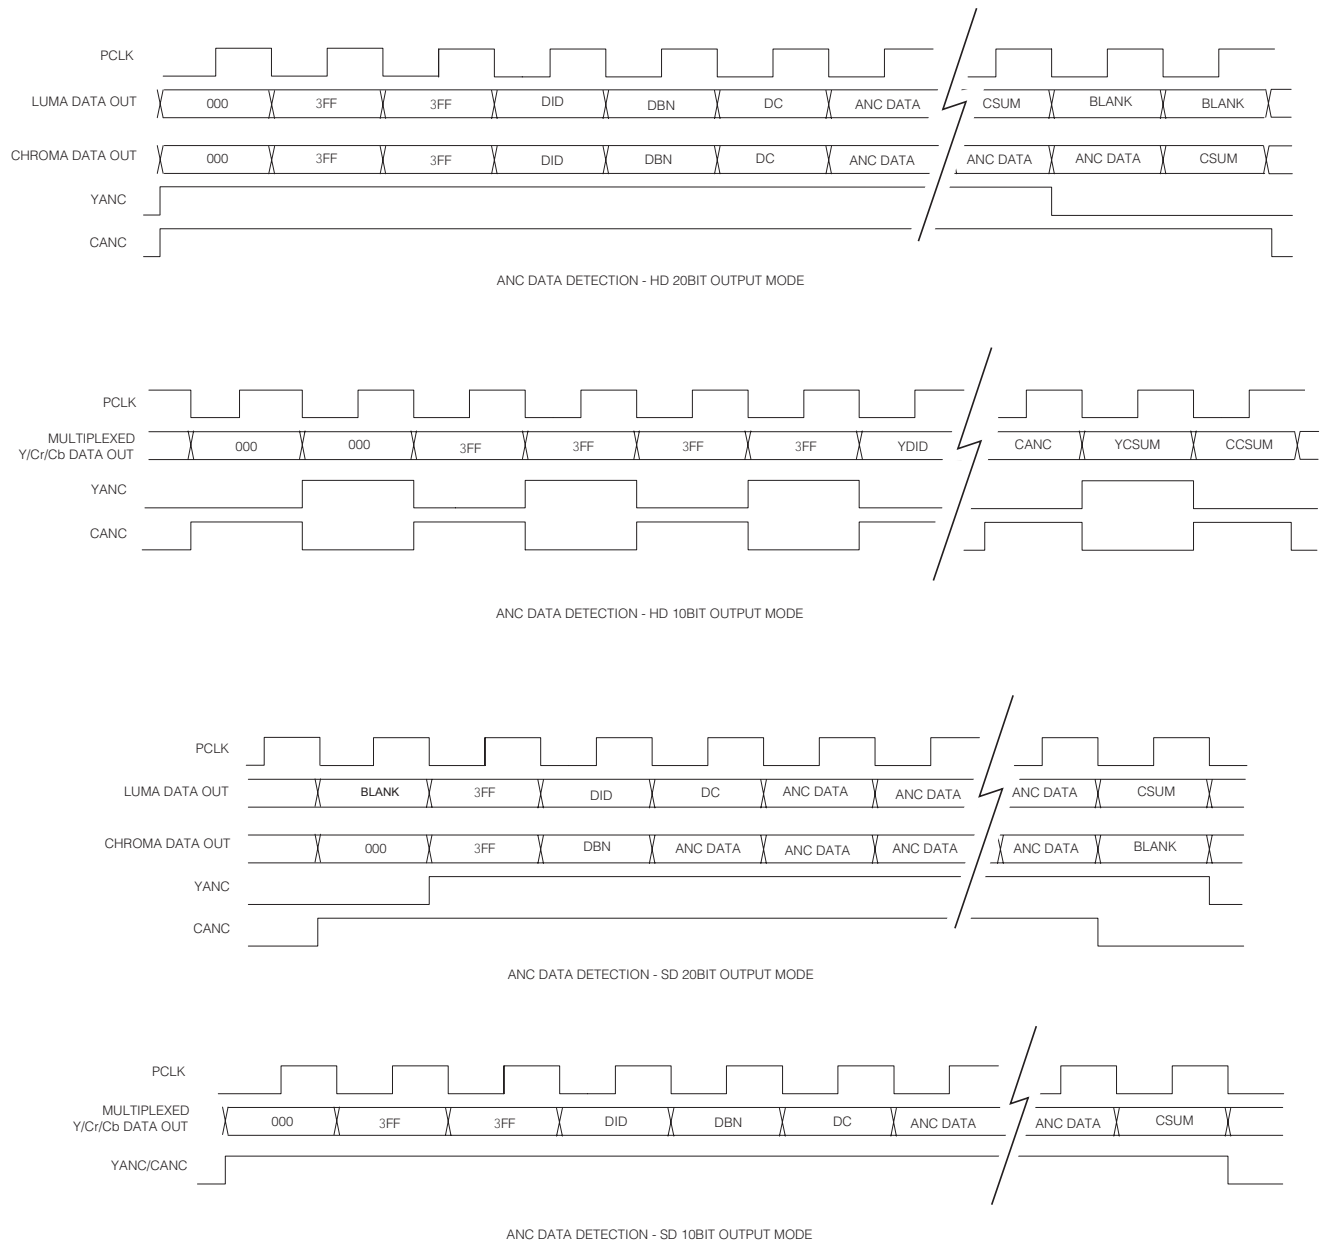 PCLK
LUMA DATA OUT 000 3FF 3FF DID DBN DC ANC DATA CSUM BLANK BLANK
CHROMA DATA OUT 000 3FF 3FF DID DBN DC ANC DATA ANC DATA ANC DATA CSUM
YANC
CANC
ANC DATA DETECTION - HD 20BIT OUTPUT MODE
PCLK
MULTIPLEXED
Y/Cr/Cb DATA OUT 000 000 3FF 3FF 3FF 3FF YDID CANC YCSUM CCSUM
YANC
CANC
ANC DATA DETECTION - HD 10BIT OUTPUT MODE
PCLK
LUMA DATA OUT BLANK 3FF DID DC ANC DATA ANC DATA ANC DATA CSUM
CHROMA DATA OUT 000 3FF DBN ANC DATA ANC DATA ANC DATA ANC DATA BLANK
YANC
CANC
ANC DATA DETECTION - SD 20BIT OUTPUT MODE
PCLK
MULTIPLEXED
Y/Cr/Cb DATA OUT 000 3FF 3FF DID DBN DC ANC DATA ANC DATA CSUM
YANC/CANC
ANC DATA DETECTION - SD 10BIT OUTPUT MODE